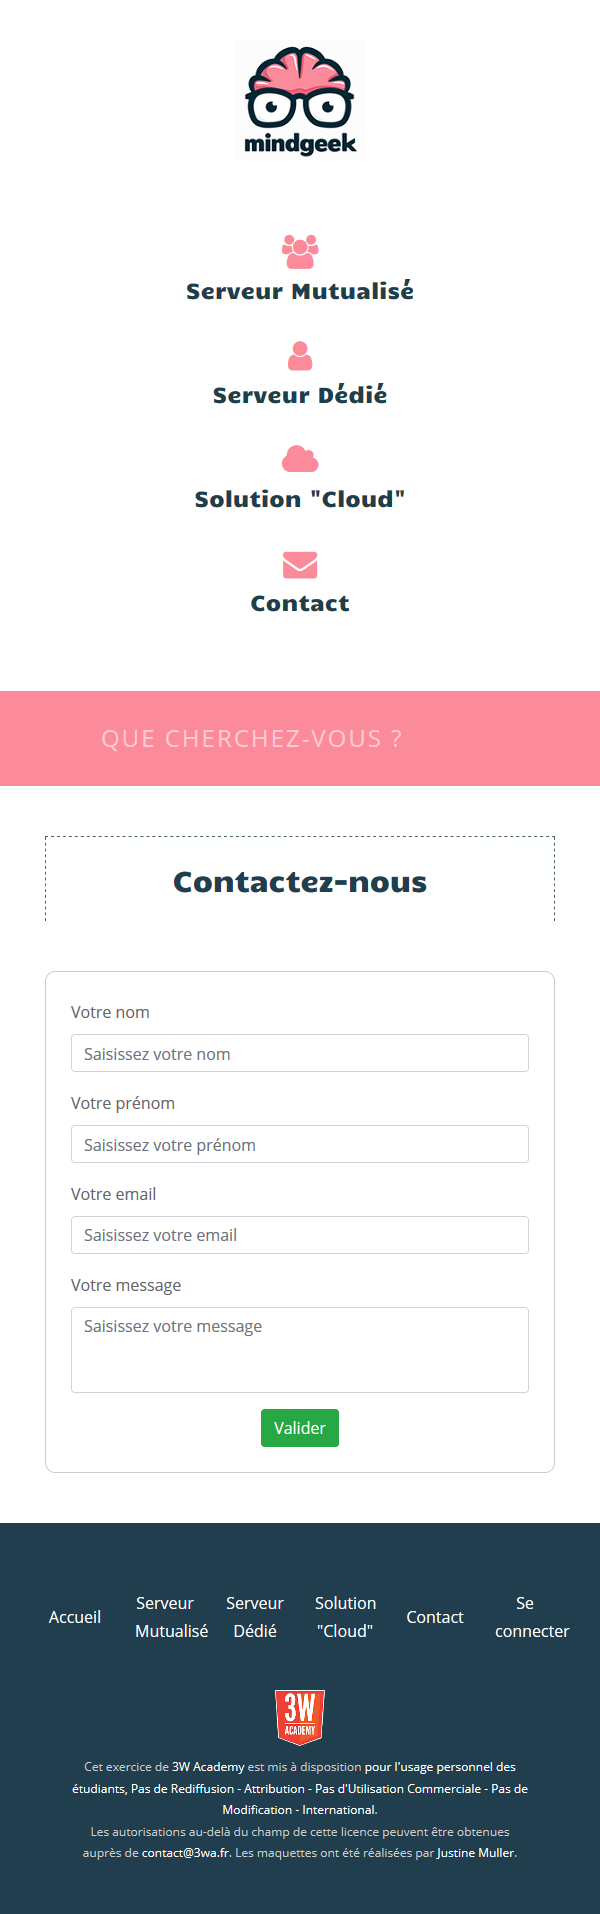 mindgeek
Serveur Mutualisé
Serveur Dédié
Solution "Cloud"
Contact
QUE CHERCHEZ-VOUS ?
Contactez-nous
Votre nom
Saisissez votre nom
Votre prénom
Saisissez votre prénom
Votre email
Saisissez votre email
Votre message
Saisissez votre message
Valider
Accueil
Serveur
Mutualisé
Serveur
Dédié
Solution
"Cloud"
Contact
Se
connecter
3W
ACADEMY
Cet exercice de 3W Academy est mis à disposition pour l'usage personnel des
étudiants, Pas de Rediffusion - Attribution - Pas d'Utilisation Commerciale - Pas de
Modification - International.
Les autorisations au-delà du champ de cette licence peuvent être obtenues
auprès de contact@3wa.fr. Les maquettes ont été réalisées par Justine Muller.